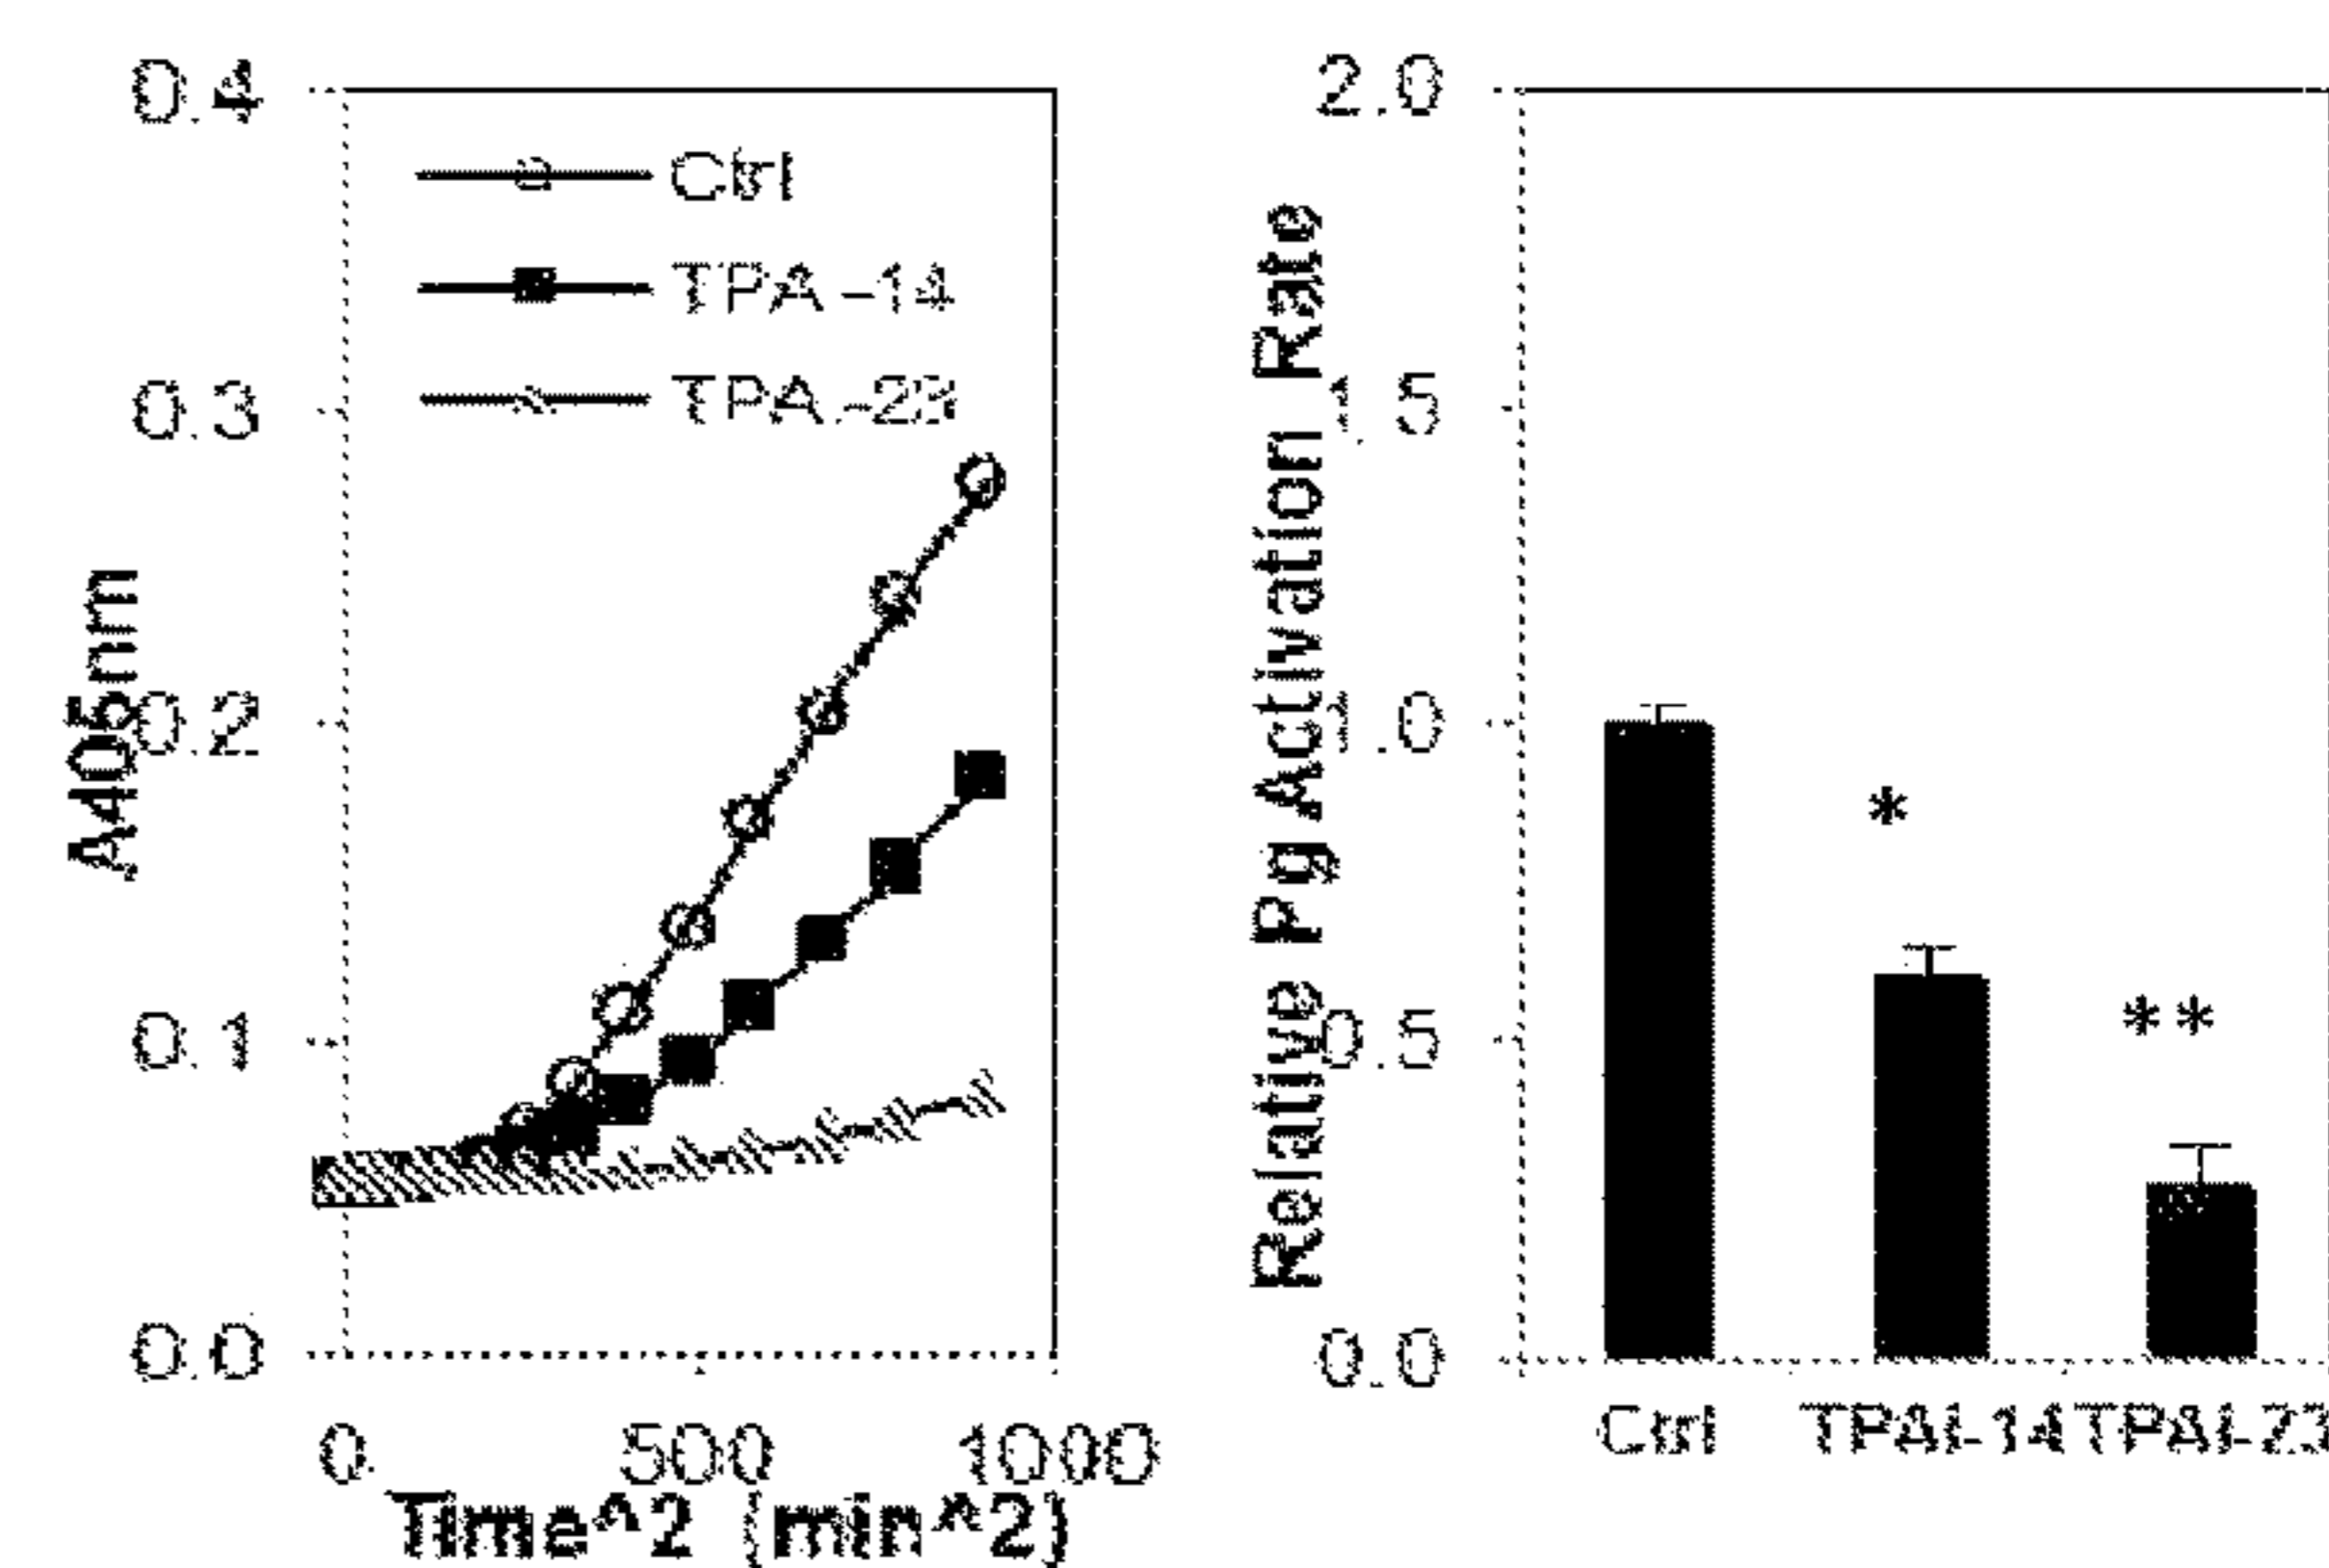 0.4
0.3
0.2
0.1
0.0
A405nm
Ctrl
TPA-14
TPA-23
0 500 1000
Time^2 (min^2)
2.0
1.5
1.0
0.5
0.0
Relative Pg Activation Rate
*
**
Ctrl TPAI-14 TPAI-23